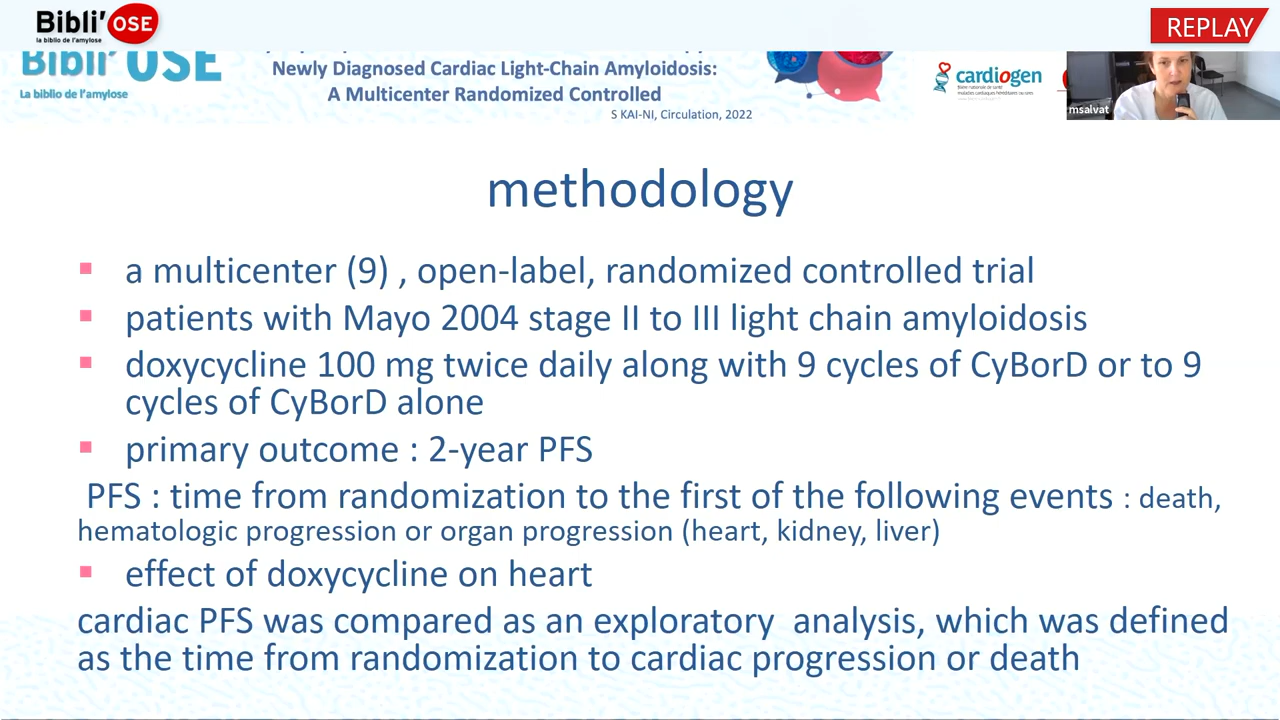 Bibli'OSE
la biblio de l'amylose
REPLAY
Bibli'OSE
La biblio de l'amylose
Newly Diagnosed Cardiac Light-Chain Amyloidosis:
A Multicenter Randomized Controlled
S KAI-NI, Circulation, 2022
cardiogen
msalvat
methodology
a multicenter (9) , open-label, randomized controlled trial
patients with Mayo 2004 stage II to III light chain amyloidosis
doxycycline 100 mg twice daily along with 9 cycles of CyBorD or to 9
cycles of CyBorD alone
primary outcome : 2-year PFS
PFS : time from randomization to the first of the following events : death,
hematologic progression or organ progression (heart, kidney, liver)
effect of doxycycline on heart
cardiac PFS was compared as an exploratory  analysis, which was defined
as the time from randomization to cardiac progression or death